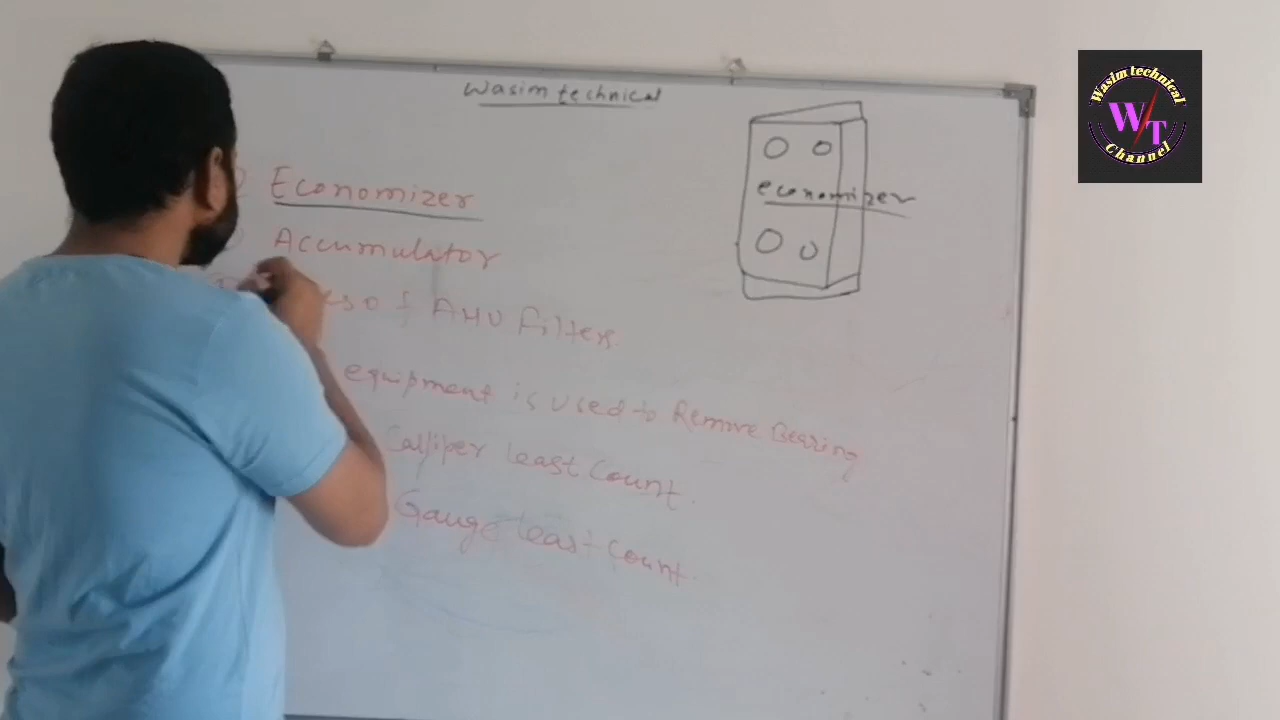 Wasim technical
Economizer
Accumulator
of AHU Filters.
equipment is used to Remove Bearing
Calliper least Count.
Gauge least Count.
economizer
Wasim technical
WT
Channel